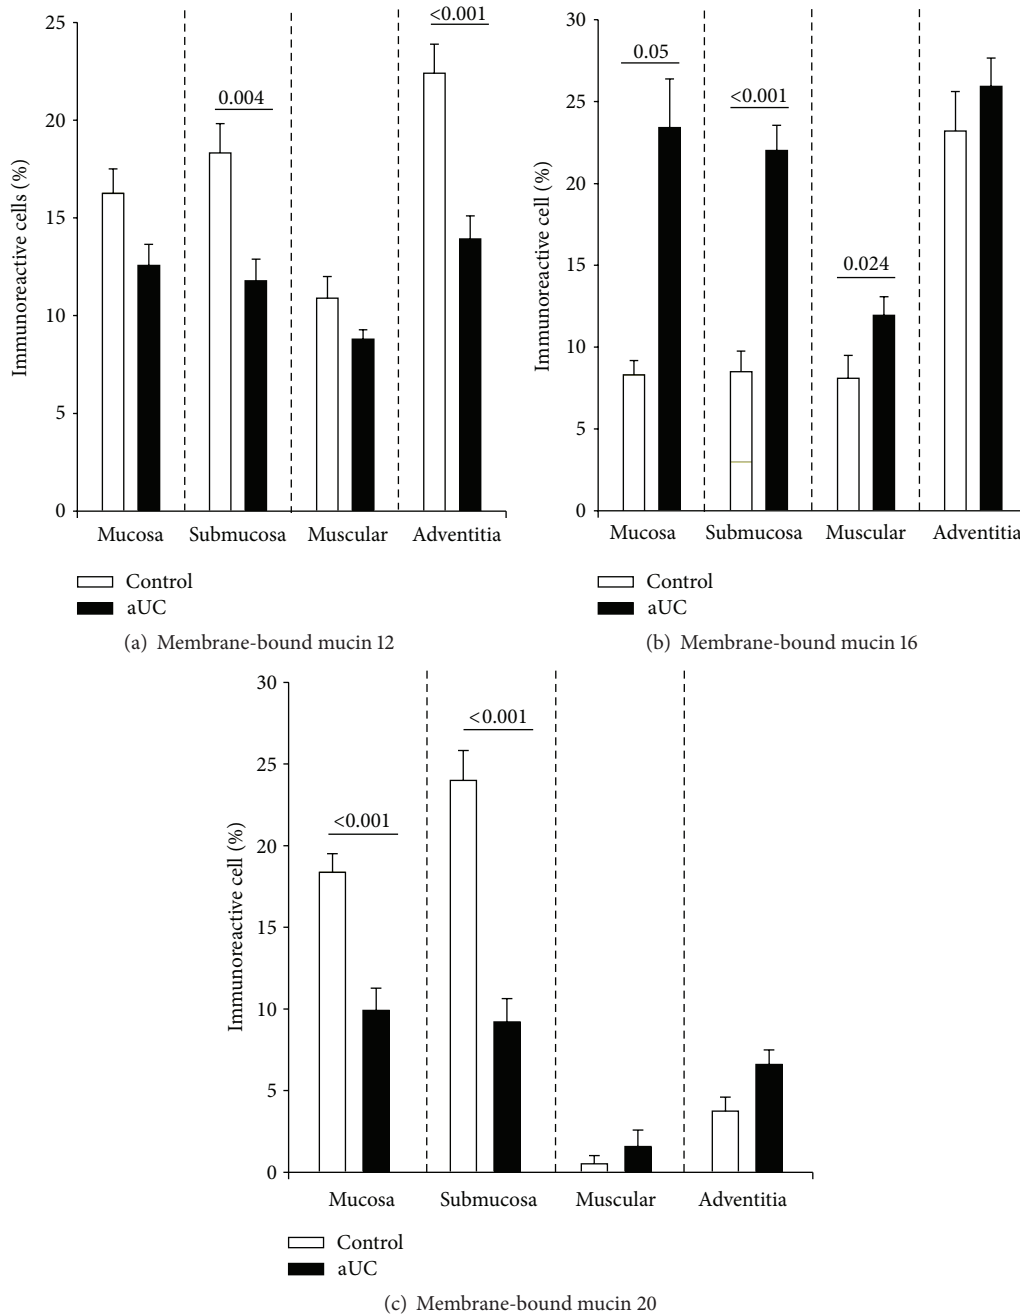 25
20
15
10
5
0
Immunoreactive cells (%)
0.004
<0.001
Mucosa Submucosa Muscular Adventitia
Control
aUC
(a) Membrane-bound mucin 12
30
25
20
15
10
5
0
Immunoreactive cell (%)
0.05
<0.001
0.024
Mucosa Submucosa Muscular Adventitia
Control
aUC
(b) Membrane-bound mucin 16
30
25
20
15
10
5
0
Immunoreactive cell (%)
<0.001
<0.001
Mucosa Submucosa Muscular Adventitia
Control
aUC
(c) Membrane-bound mucin 20